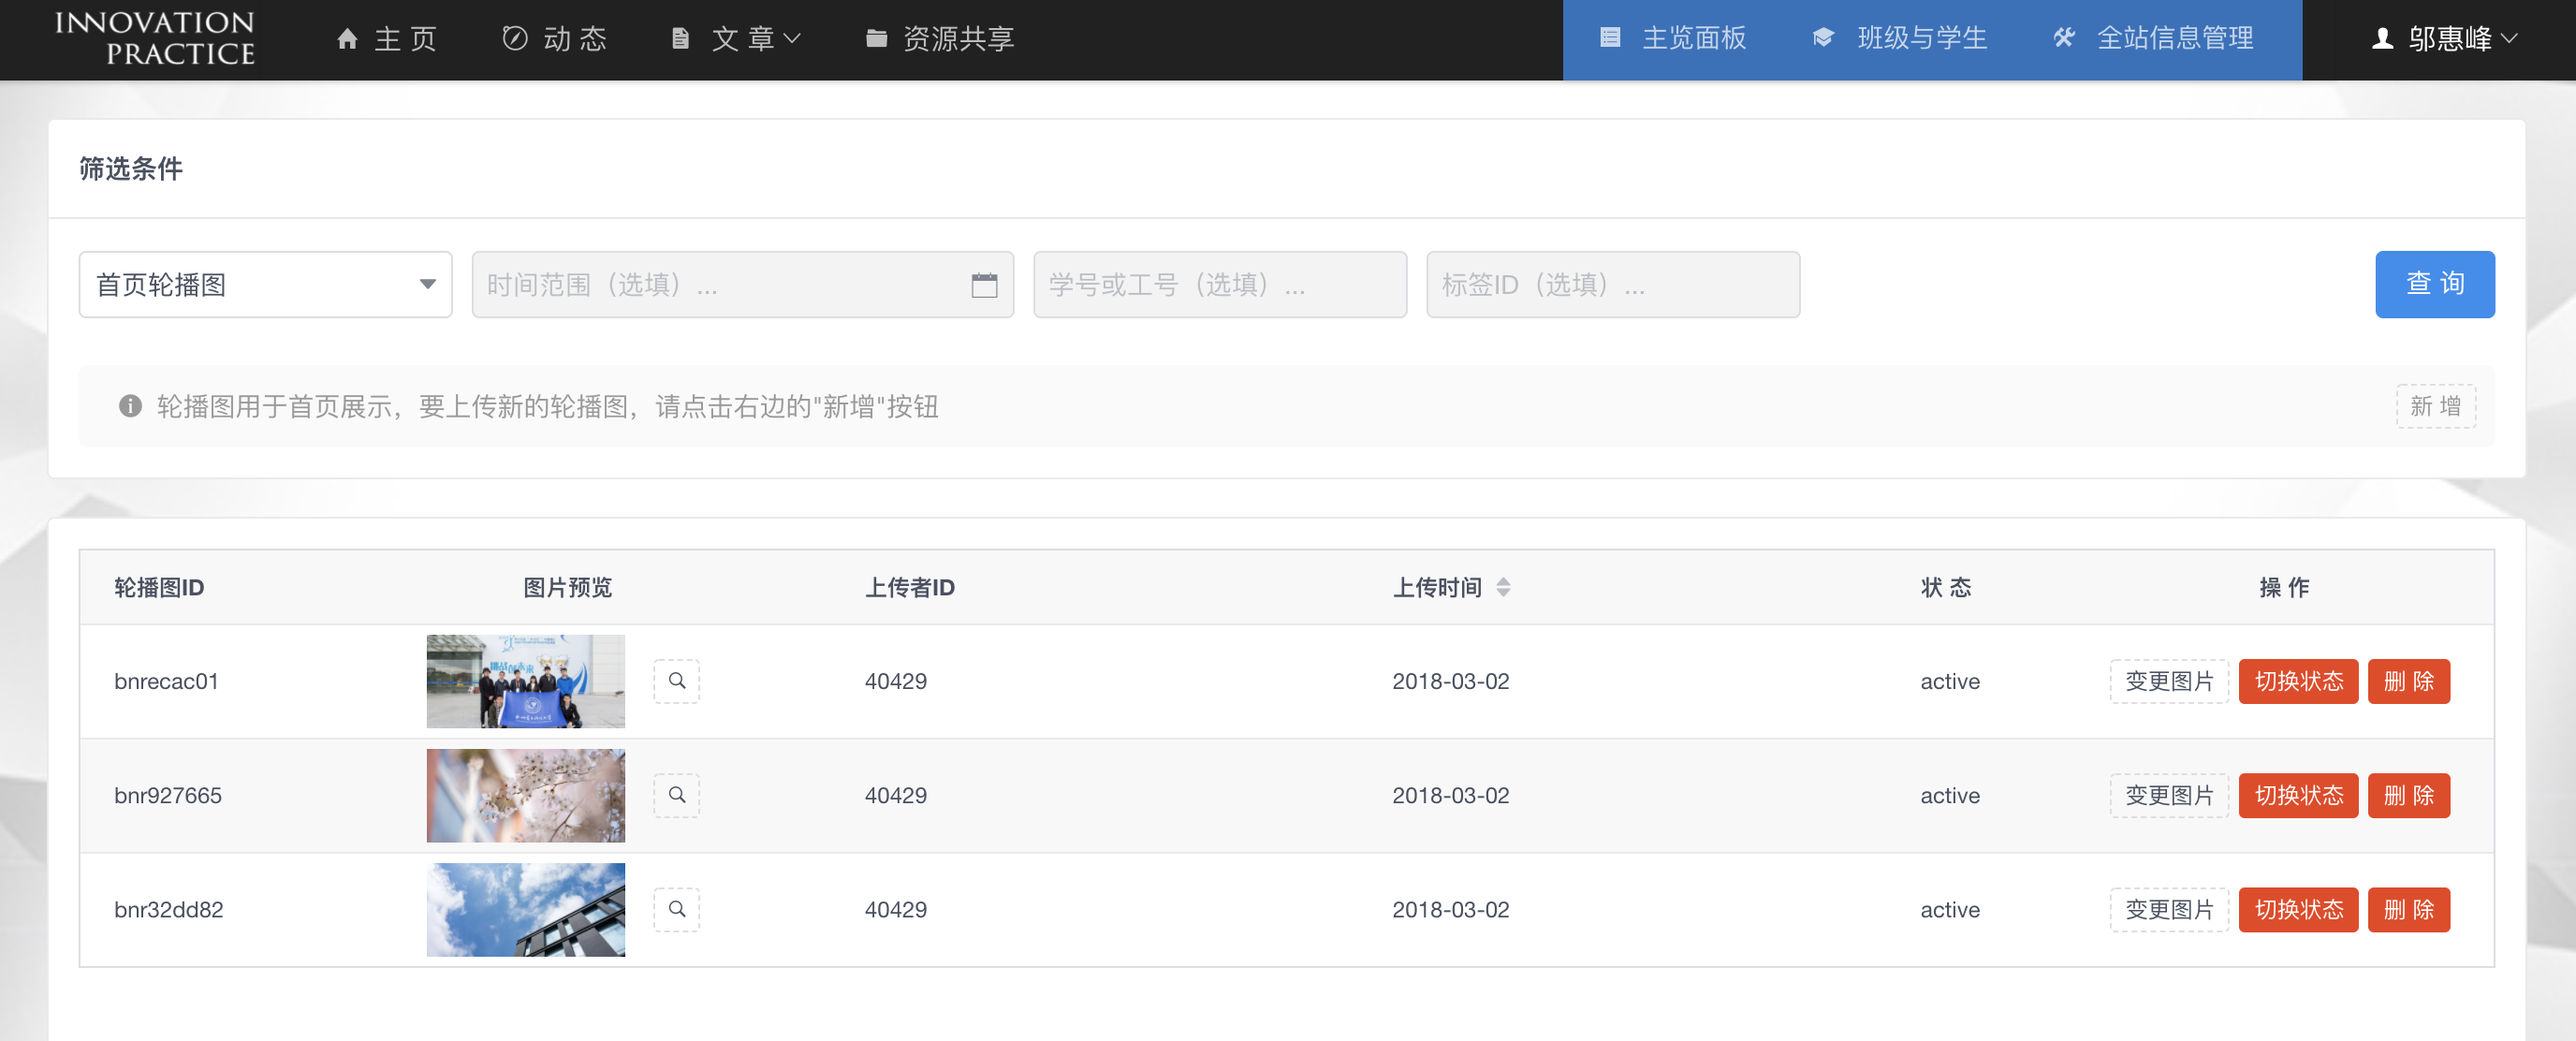 INNOVATION
PRACTICE
主 页
动 态
文 章
资源共享
主览面板
班级与学生
全站信息管理
邬惠峰
筛选条件
首页轮播图
时间范围（选填）...
学号或工号（选填）...
标签ID（选填）...
查 询
轮播图用于首页展示，要上传新的轮播图，请点击右边的"新增"按钮
新 增
轮播图ID 图片预览 上传者ID 上传时间 状 态 操 作
bnrecac01 40429 2018-03-02 active 变更图片 切换状态 删 除
bnr927665 40429 2018-03-02 active 变更图片 切换状态 删 除
bnr32dd82 40429 2018-03-02 active 变更图片 切换状态 删 除